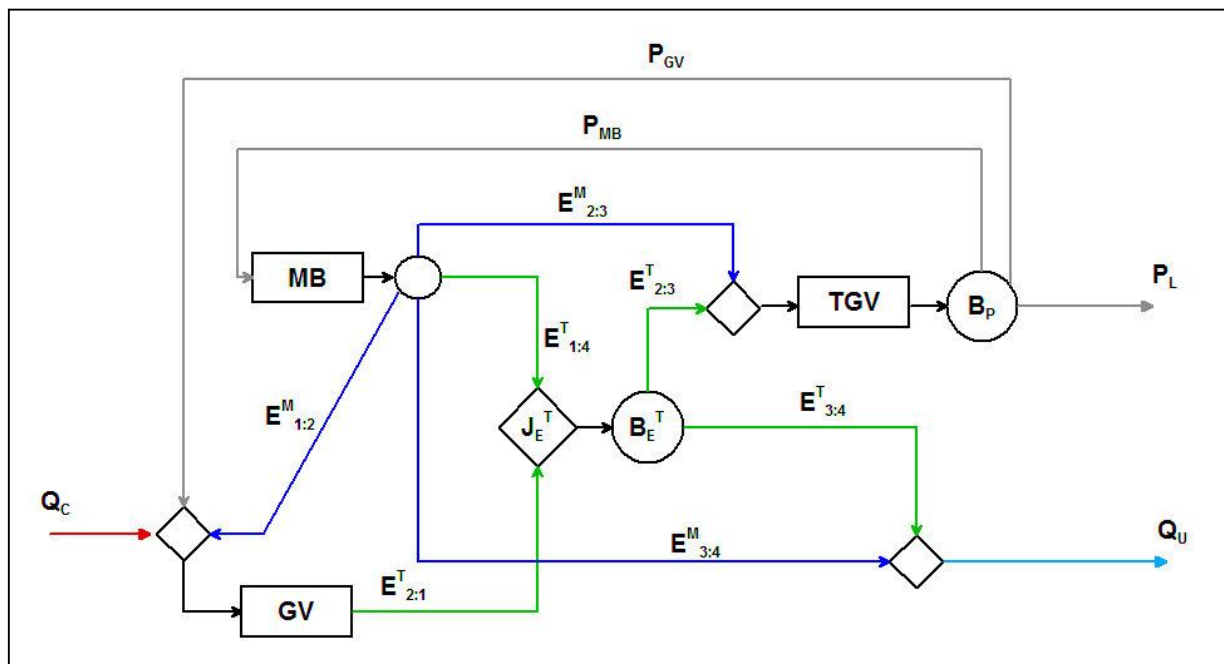 P_GV
P_MB
E^M_2:3
MB
E^T_2:3
TGV
B_P
P_L
E^T_1:4
E^M_1:2
J_E^T
B_E^T
E^T_3:4
Q_C
E^M_3:4
Q_U
GV
E^T_2:1